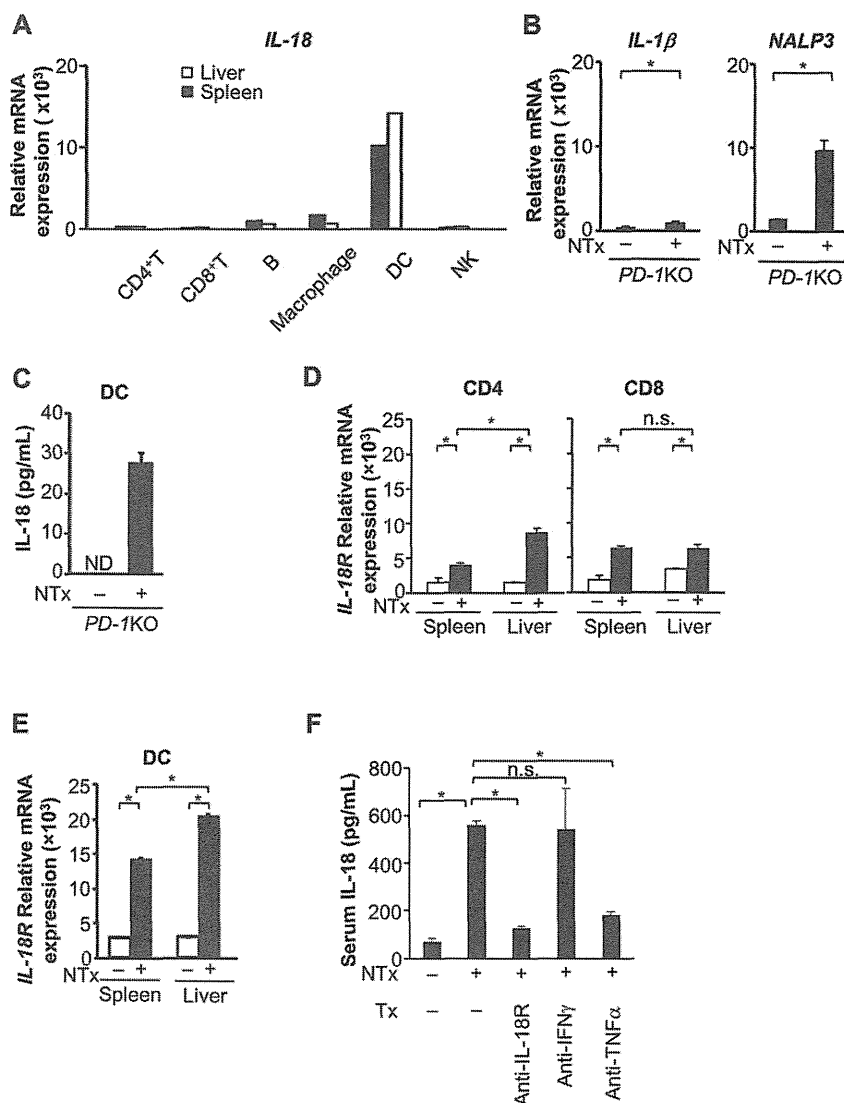 A
IL-18
Relative mRNA expression ( x10³)
20
10
0
Liver
Spleen
CD4⁺T
CD8⁺T
B
Macrophage
DC
NK
B
IL-1β
NALP3
Relative mRNA expression ( x10³)
20
10
0
*
NTx – +
PD-1KO
20
10
0
*
NTx – +
PD-1KO
C
DC
IL-18 (pg/mL)
40
30
20
10
0
ND
NTx – +
PD-1KO
D
CD4
CD8
IL-18R Relative mRNA expression (×10³)
25
20
15
10
5
0
* * *
* n.s. *
NTx – + – + – + – +
Spleen Liver Spleen Liver
E
DC
IL-18R Relative mRNA expression (×10³)
25
20
15
10
5
0
*
* *
NTx – + – +
Spleen Liver
F
Serum IL-18 (pg/mL)
800
600
400
200
0
*
n.s.
* *
NTx – + + + +
Tx – – Anti-IL-18R Anti-IFNγ Anti-TNFα